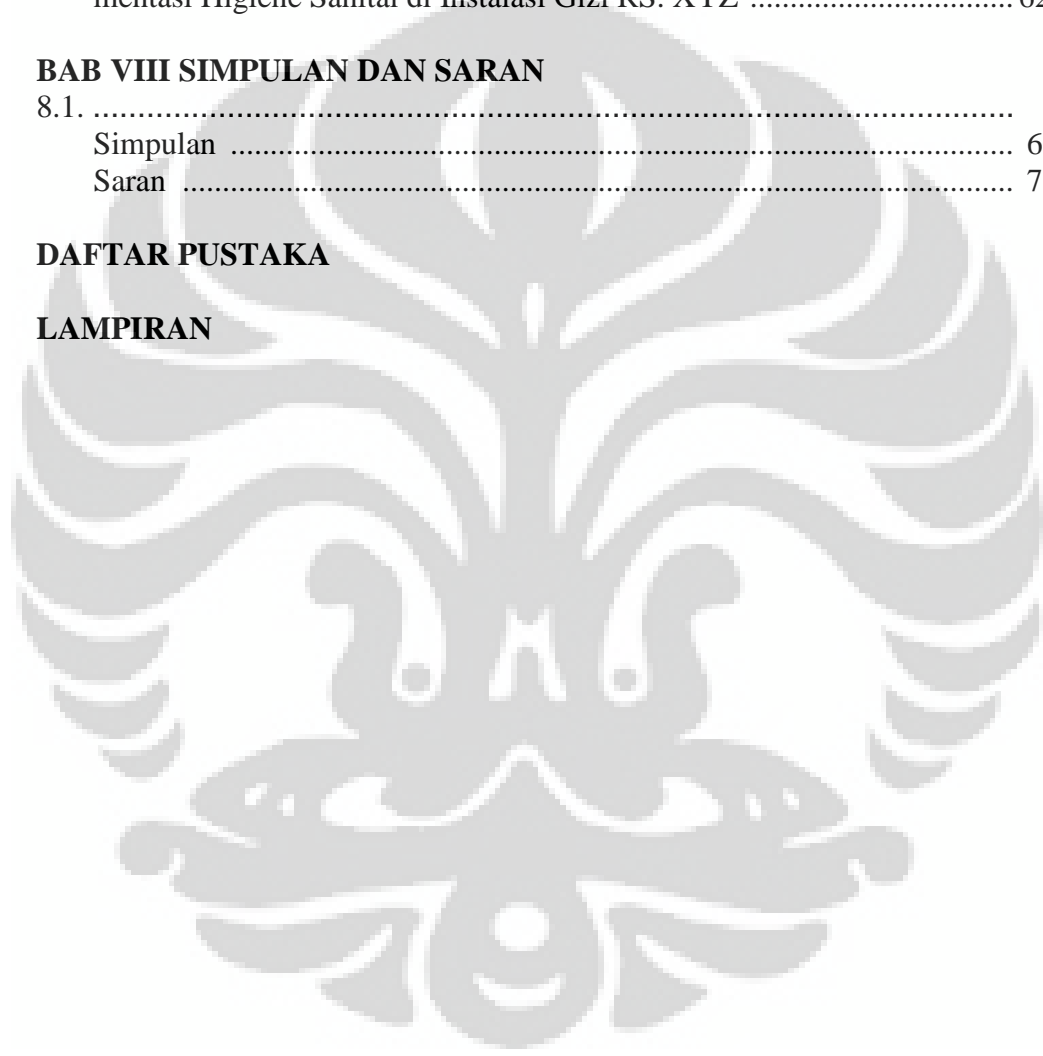 mentasi Higiene Sanitai di Instalasi Gizi RS. XYZ ................................. 62
BAB VIII SIMPULAN DAN SARAN
8.1. ............................................................................................
Simpulan .................................................................................................. 6
Saran ........................................................................................................ 7
DAFTAR PUSTAKA
LAMPIRAN